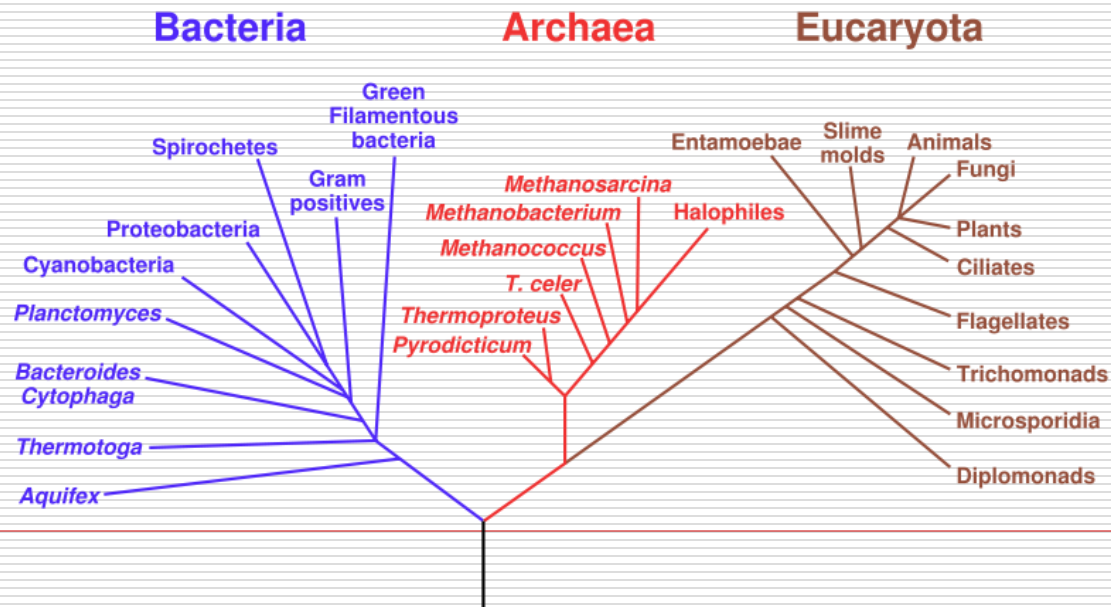 Bacteria
Archaea
Eucaryota
Green
Filamentous
bacteria
Spirochetes
Gram
positives
Proteobacteria
Cyanobacteria
Planctomyces
Bacteroides
Cytophaga
Thermotoga
Aquifex
Methanosarcina
Methanobacterium
Halophiles
Methanococcus
T. celer
Thermoproteus
Pyrodicticum
Entamoebae
Slime
molds
Animals
Fungi
Plants
Ciliates
Flagellates
Trichomonads
Microsporidia
Diplomonads